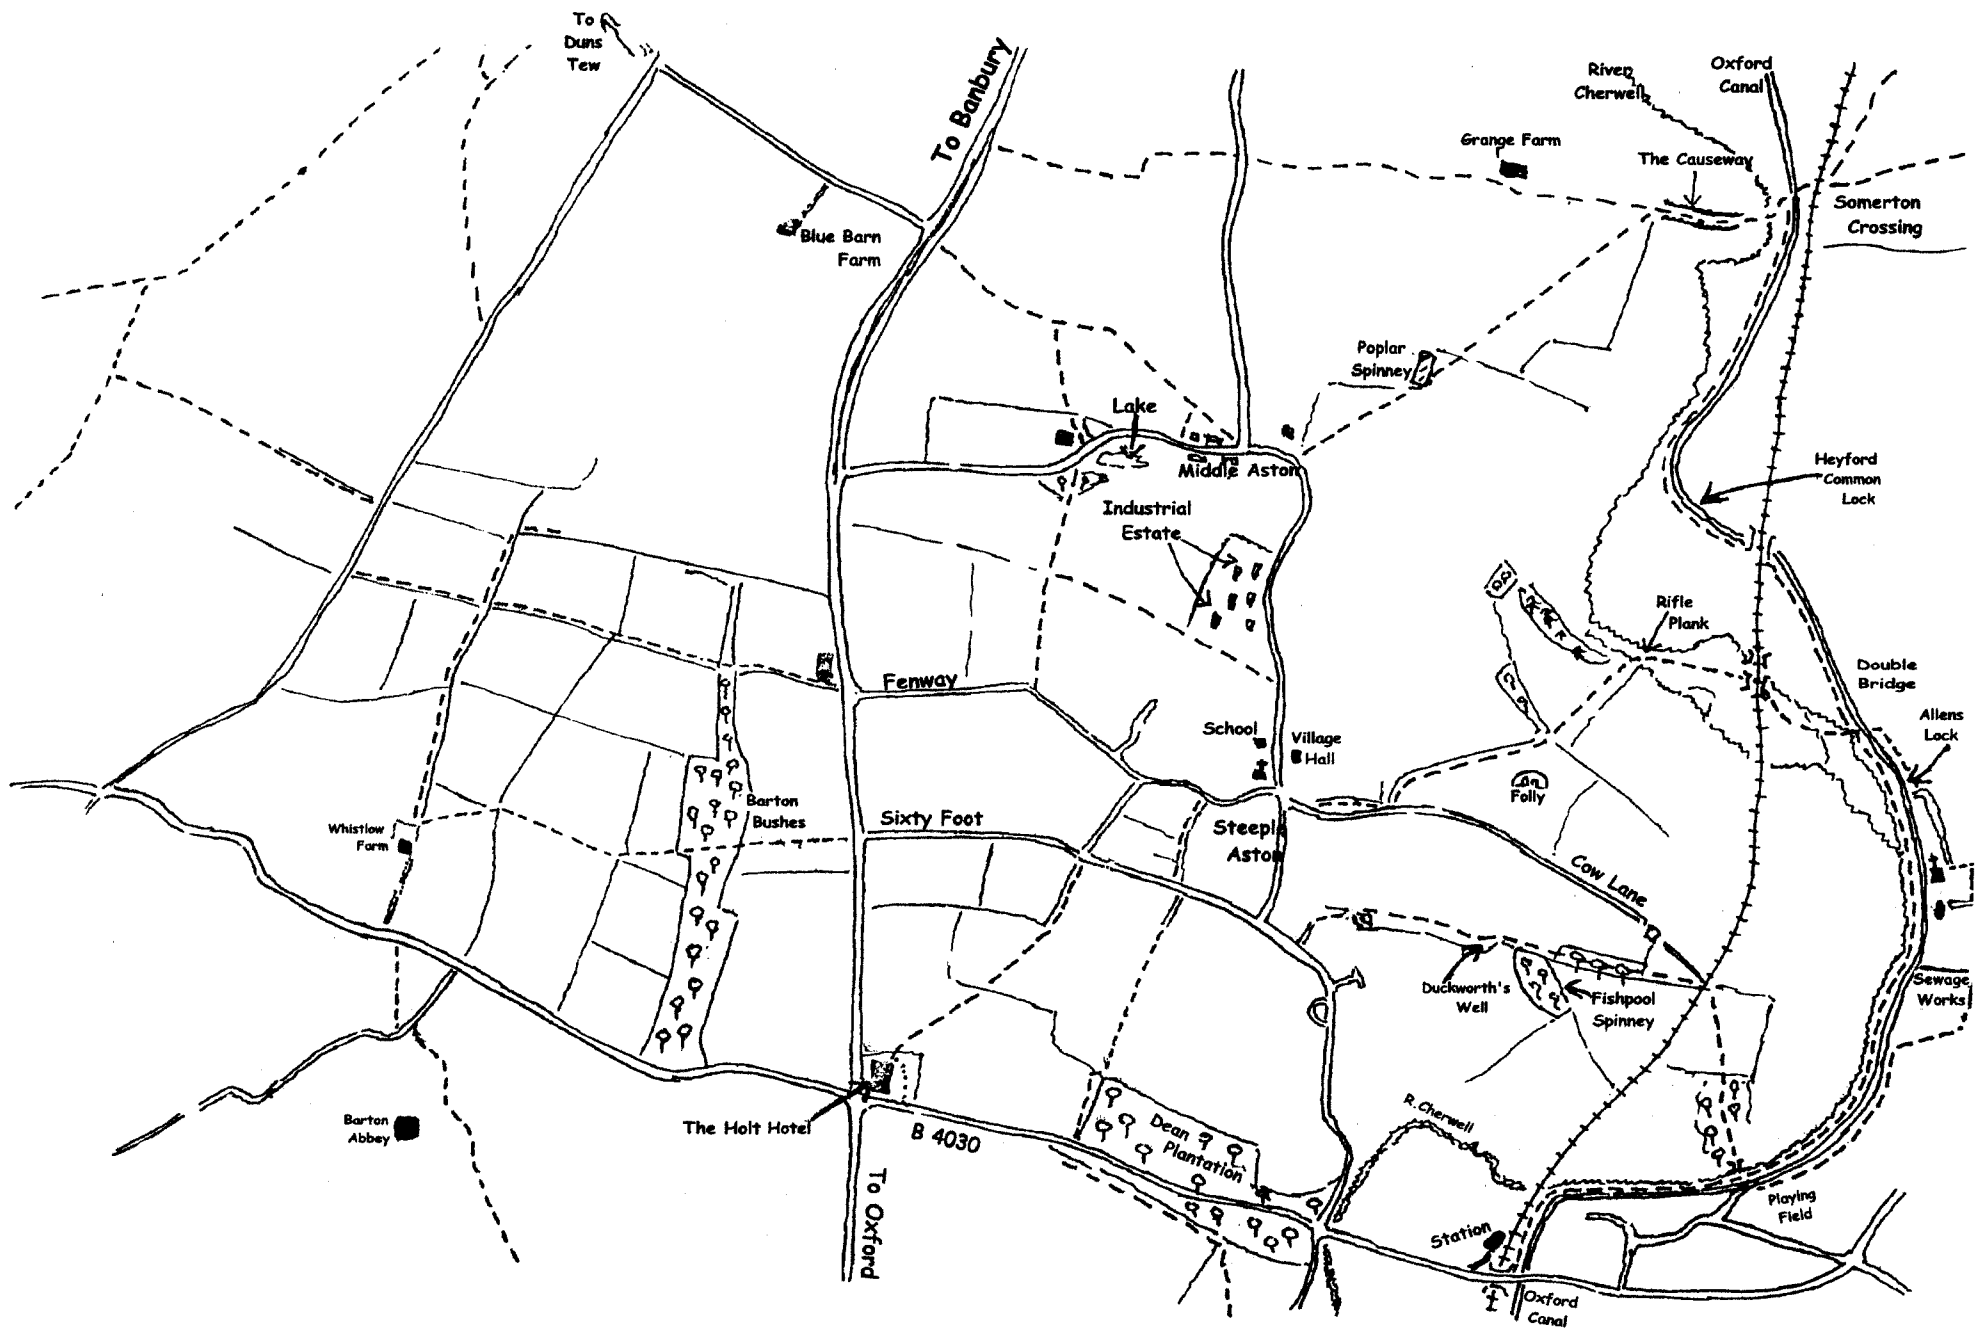 To
Duns
Tew
To Banbury
River
Cherwell
Oxford
Canal
Grange Farm
The Causeway
Somerton
Crossing
Blue Barn
Farm
Poplar
Spinney
Lake
Middle Aston
Heyford
Common
Lock
Industrial
Estate
Rifle
Plank
Double
Bridge
Fenway
School
Village
Hall
Allens
Lock
Folly
Barton
Bushes
Sixty Foot
Steeple
Aston
Whistlow
Farm
Cow Lane
Duckworth's
Well
Fishpool
Spinney
Sewage
Works
The Holt Hotel
B 4030
Barton
Abbey
Dean
Plantation
R. Cherwell
To Oxford
Playing
Field
Station
Oxford
Canal